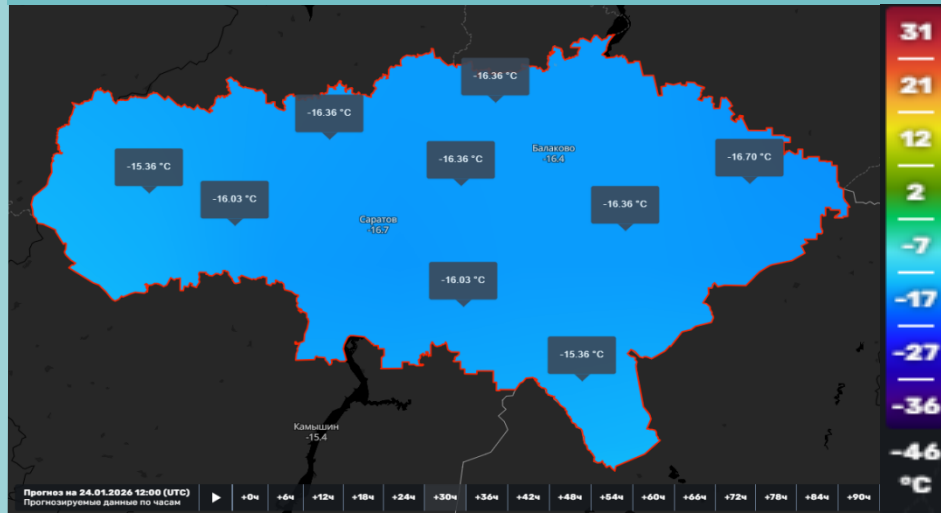 -16.36 °C
-16.36 °C
Балаково
-16.4
-15.36 °C
-16.36 °C
-16.70 °C
-16.03 °C
-16.36 °C
Саратов
-16.7
-16.03 °C
-15.36 °C
Камышин
-15.4
31
21
12
2
-7
-17
-27
-36
-46
°C
Прогноз на 24.01.2026 12:00 (UTC)
Прогнозируемые данные по часам
+0ч +6ч +12ч +18ч +24ч +30ч +36ч +42ч +48ч +54ч +60ч +66ч +72ч +78ч +84ч +90ч